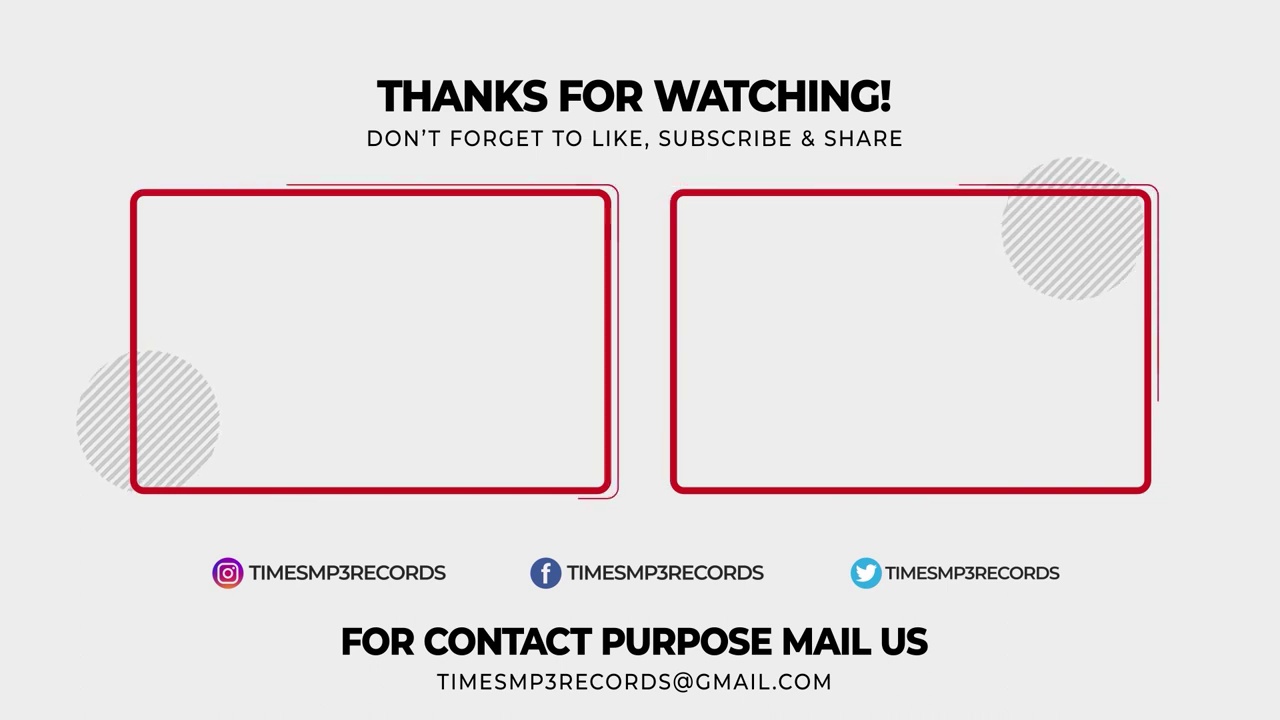 THANKS FOR WATCHING!
DON'T FORGET TO LIKE, SUBSCRIBE & SHARE
TIMESMP3RECORDS TIMESMP3RECORDS TIMESMP3RECORDS
FOR CONTACT PURPOSE MAIL US
TIMESMP3RECORDS@GMAIL.COM